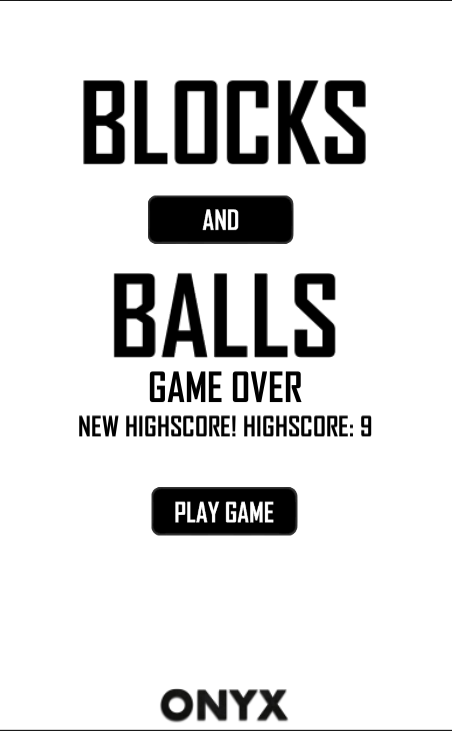 BLOCKS
AND
BALLS
GAME OVER
NEW HIGHSCORE! HIGHSCORE: 9
PLAY GAME
ONYX